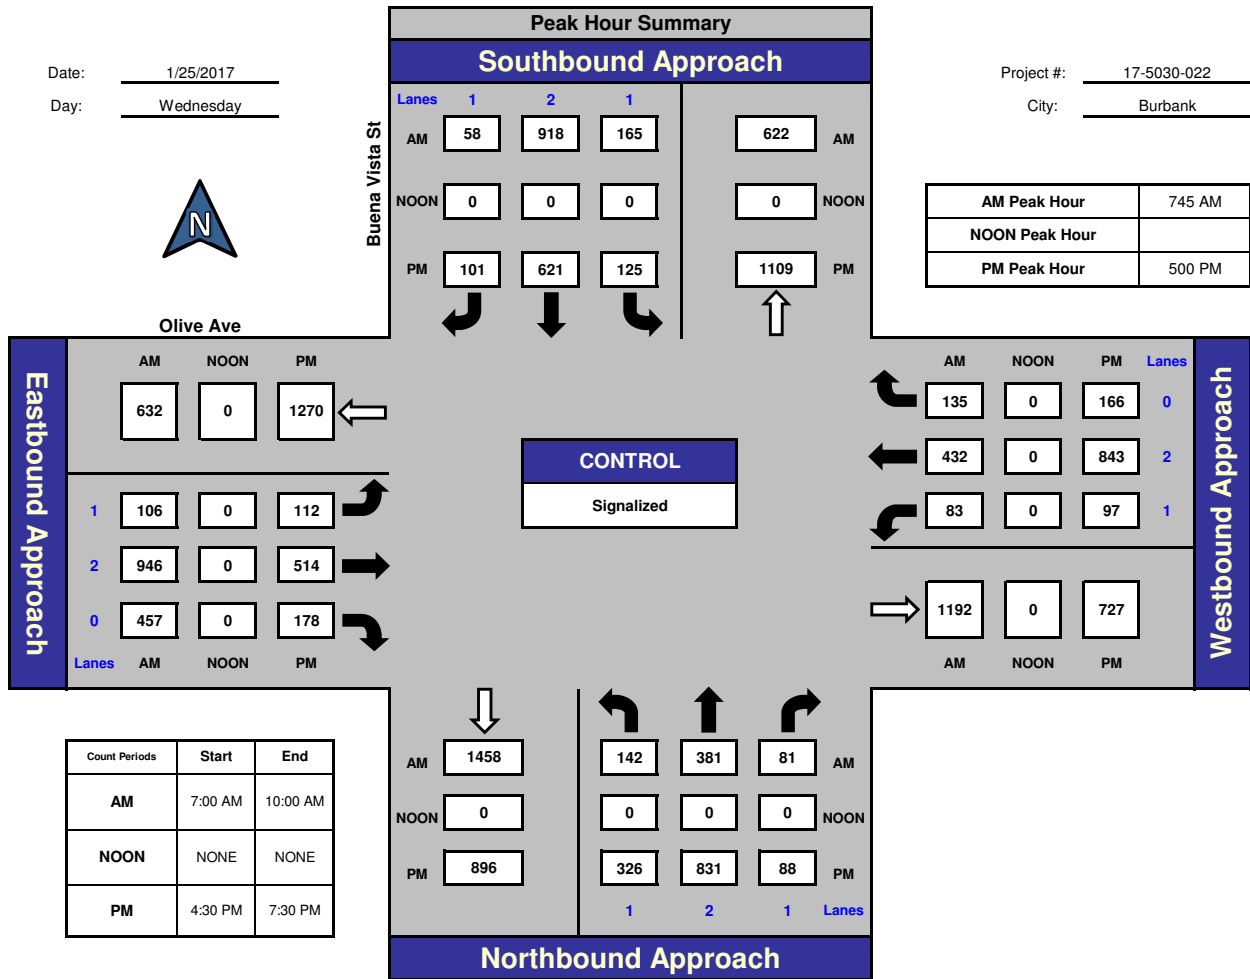 Peak Hour Summary
Southbound Approach
Date: 1/25/2017
Day: Wednesday
Project #: 17-5030-022
City: Burbank
N
Buena Vista St
Lanes 1 2 1
AM 58 918 165 622 AM
NOON 0 0 0 0 NOON
PM 101 621 125 1109 PM
AM Peak Hour 745 AM
NOON Peak Hour
PM Peak Hour 500 PM
Olive Ave
Eastbound Approach
AM NOON PM
632 0 1270
1 106 0 112
2 946 0 514
0 457 0 178
Lanes AM NOON PM
CONTROL
Signalized
AM NOON PM Lanes
135 0 166 0
432 0 843 2
83 0 97 1
1192 0 727
AM NOON PM
Westbound Approach
Count Periods Start End
AM 7:00 AM 10:00 AM
NOON NONE NONE
PM 4:30 PM 7:30 PM
AM 1458 142 381 81 AM
NOON 0 0 0 0 NOON
PM 896 326 831 88 PM
1 2 1 Lanes
Northbound Approach